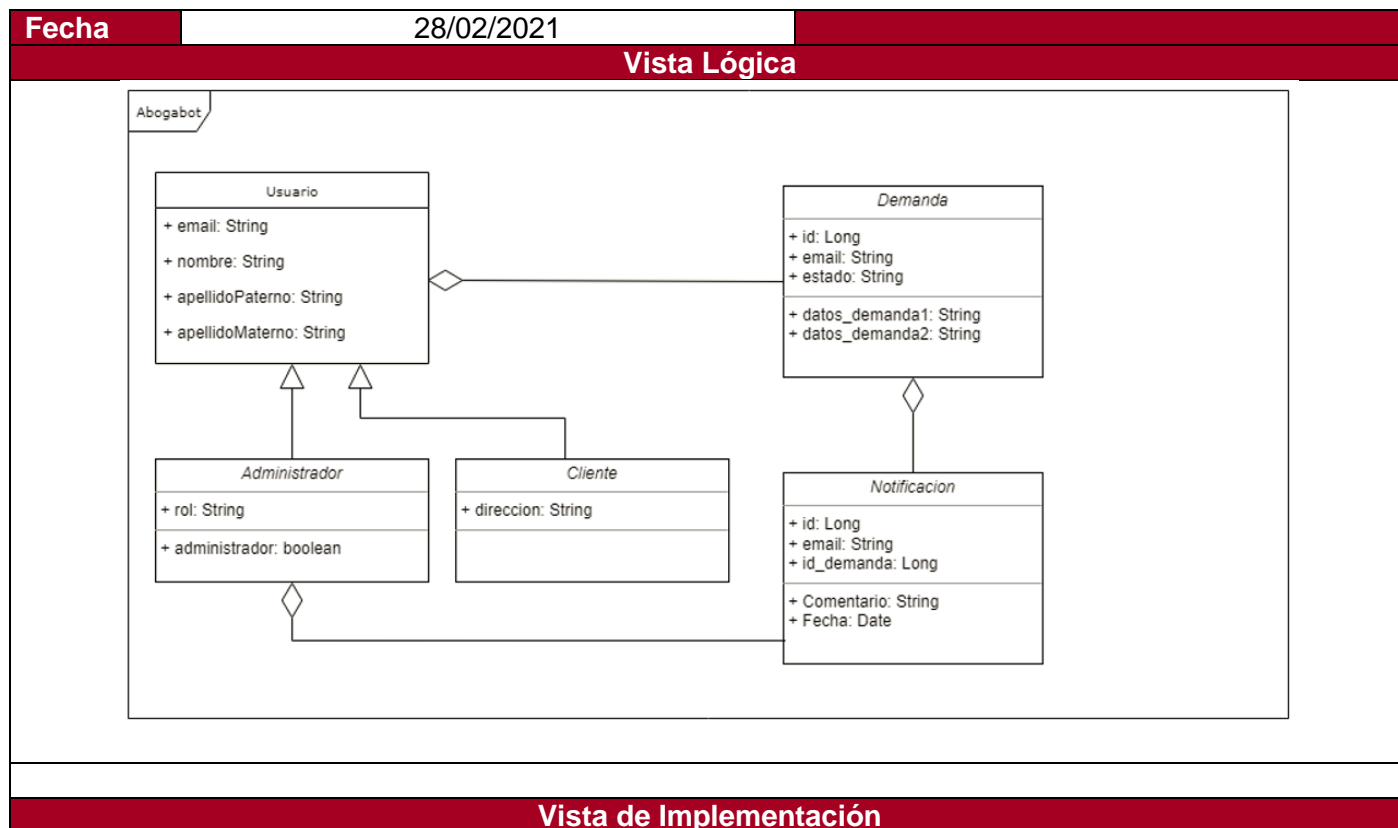 Fecha 28/02/2021
Vista Lógica
Abogabot
Usuario
+ email: String
+ nombre: String
+ apellidoPaterno: String
+ apellidoMaterno: String
Demanda
+ id: Long
+ email: String
+ estado: String
+ datos_demanda1: String
+ datos_demanda2: String
Administrador
+ rol: String
+ administrador: boolean
Cliente
+ direccion: String
Notificacion
+ id: Long
+ email: String
+ id_demanda: Long
+ Comentario: String
+ Fecha: Date
Vista de Implementación